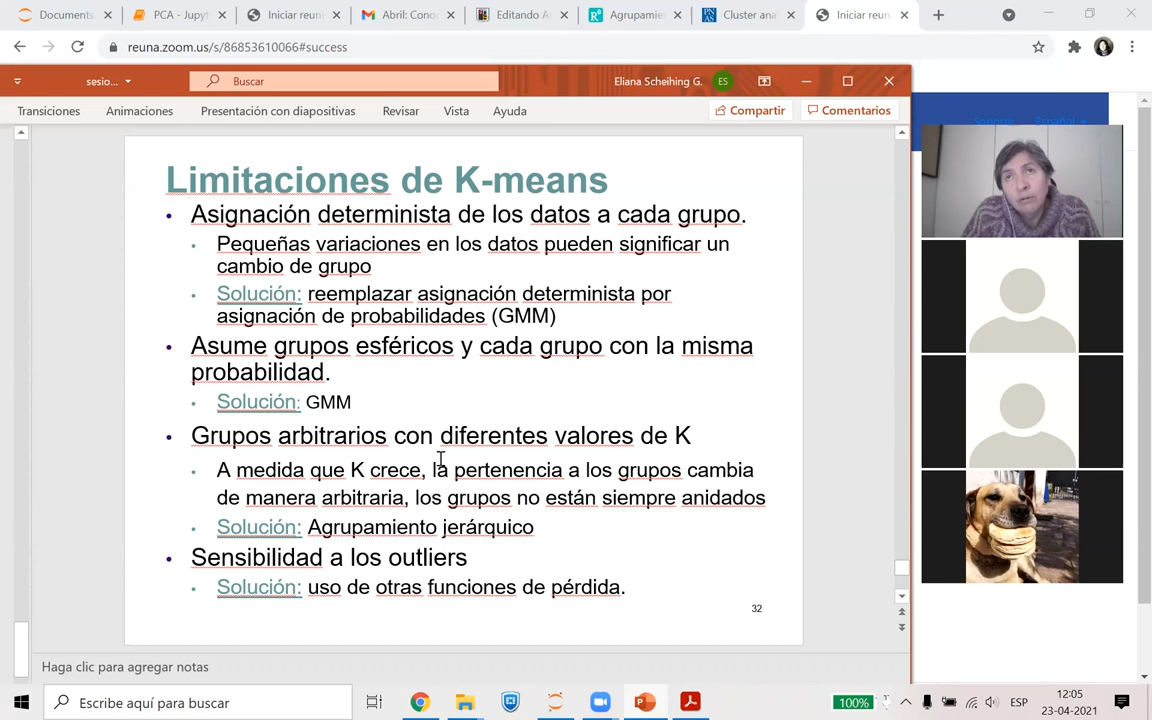 Documents/
PCA - Jupyt
Iniciar reuni
Abril: Cono
Editando A
Agrupamie
Cluster ana
Iniciar reun
reuna.zoom.us/s/86853610066#success
sesio...
Buscar
Eliana Scheihing G.
ES
Transiciones
Animaciones
Presentación con diapositivas
Revisar
Vista
Ayuda
Compartir
Comentarios
Soporte
Español
Limitaciones de K-means
Asignación determinista de los datos a cada grupo.
Pequeñas variaciones en los datos pueden significar un
cambio de grupo
Solución: reemplazar asignación determinista por
asignación de probabilidades (GMM)
Asume grupos esféricos y cada grupo con la misma
probabilidad.
Solución: GMM
Grupos arbitrarios con diferentes valores de K
A medida que K crece, la pertenencia a los grupos cambia
de manera arbitraria, los grupos no están siempre anidados
Solución: Agrupamiento jerárquico
Sensibilidad a los outliers
Solución: uso de otras funciones de pérdida.
32
Haga clic para agregar notas
Escribe aquí para buscar
100%
ESP
12:05
23-04-2021